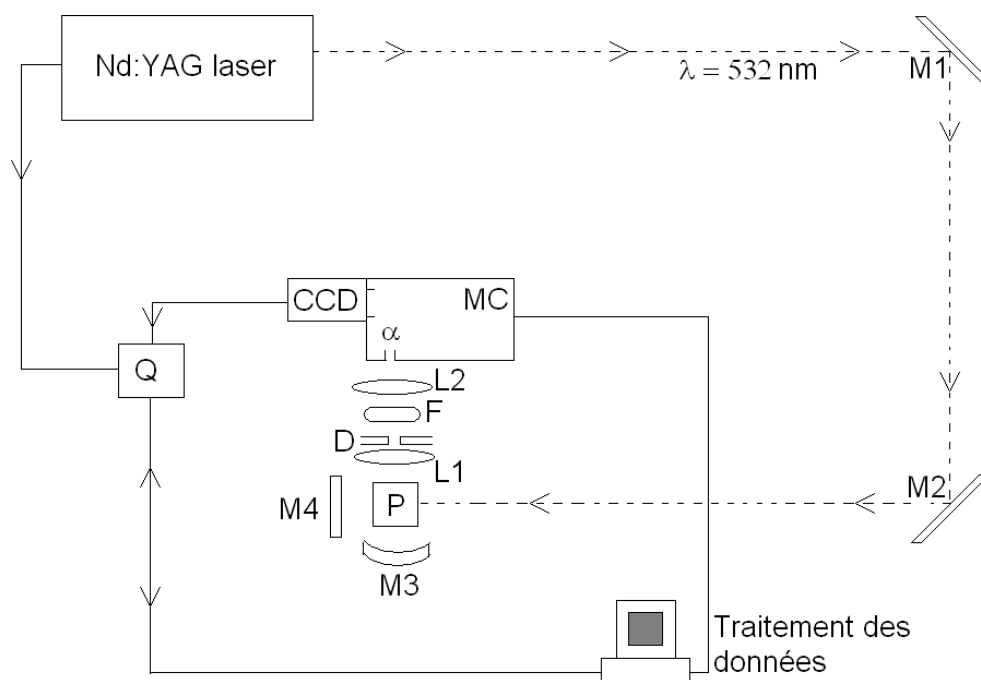 Nd:YAG laser
λ = 532 nm
M1
CCD
MC
α
Q
L2
F
D
L1
M4
P
M2
M3
Traitement des
données